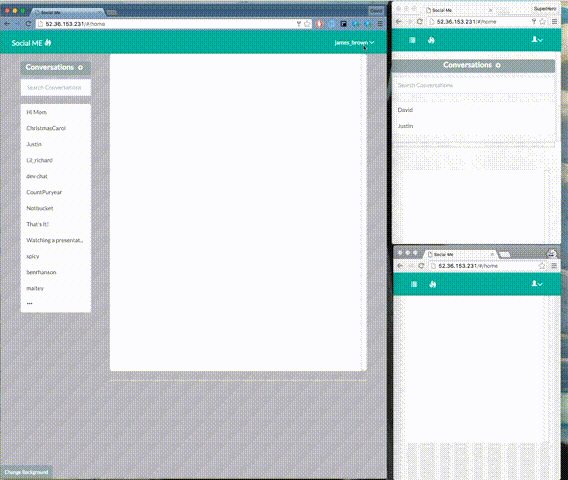 Social Me
Guest
52.36.153.231/#/home
Social ME
james_brown
Conversations
Search Conversations
Hi Mom
ChristmasCarol
Justin
Lil_richard
dev-chat
CountPuryear
Notbucket
That's It!
Watching a presentat...
spicy
benrhanson
maitev
Change Background
Social Me
SuperHero
52.36.153.231/#/home
Conversations
Search Conversations
David
Justin
Social Me
52.36.153.231/#/home